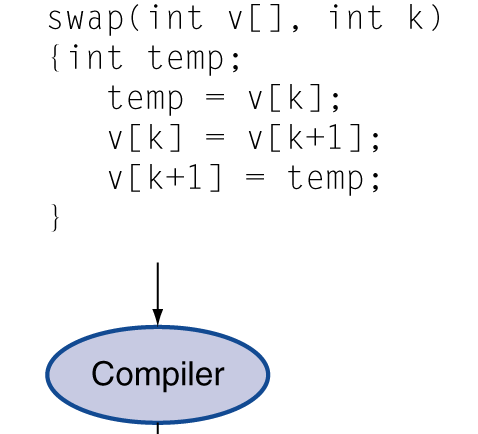 swap(int v[], int k)
{int temp;
   temp = v[k];
   v[k] = v[k+1];
   v[k+1] = temp;
}
Compiler